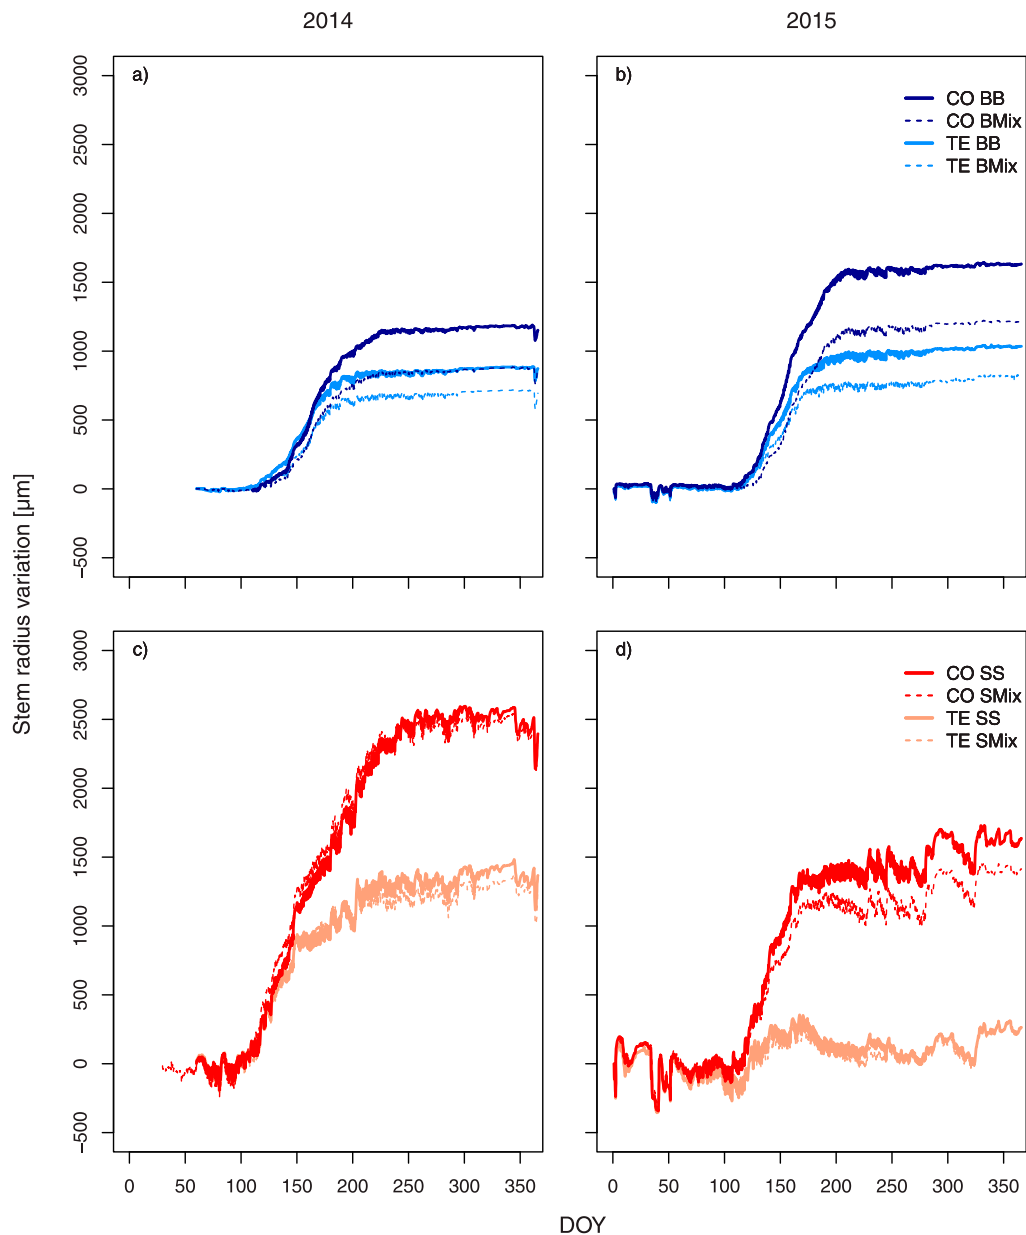 2014 2015
a) b)
CO BB
CO BMix
TE BB
TE BMix
3000
2500
2000
1500
1000
500
0
−500
c) d)
CO SS
CO SMix
TE SS
TE SMix
3000
2500
2000
1500
1000
500
0
−500
Stem radius variation [µm]
0 50 100 150 200 250 300 350 0 50 100 150 200 250 300 350
DOY